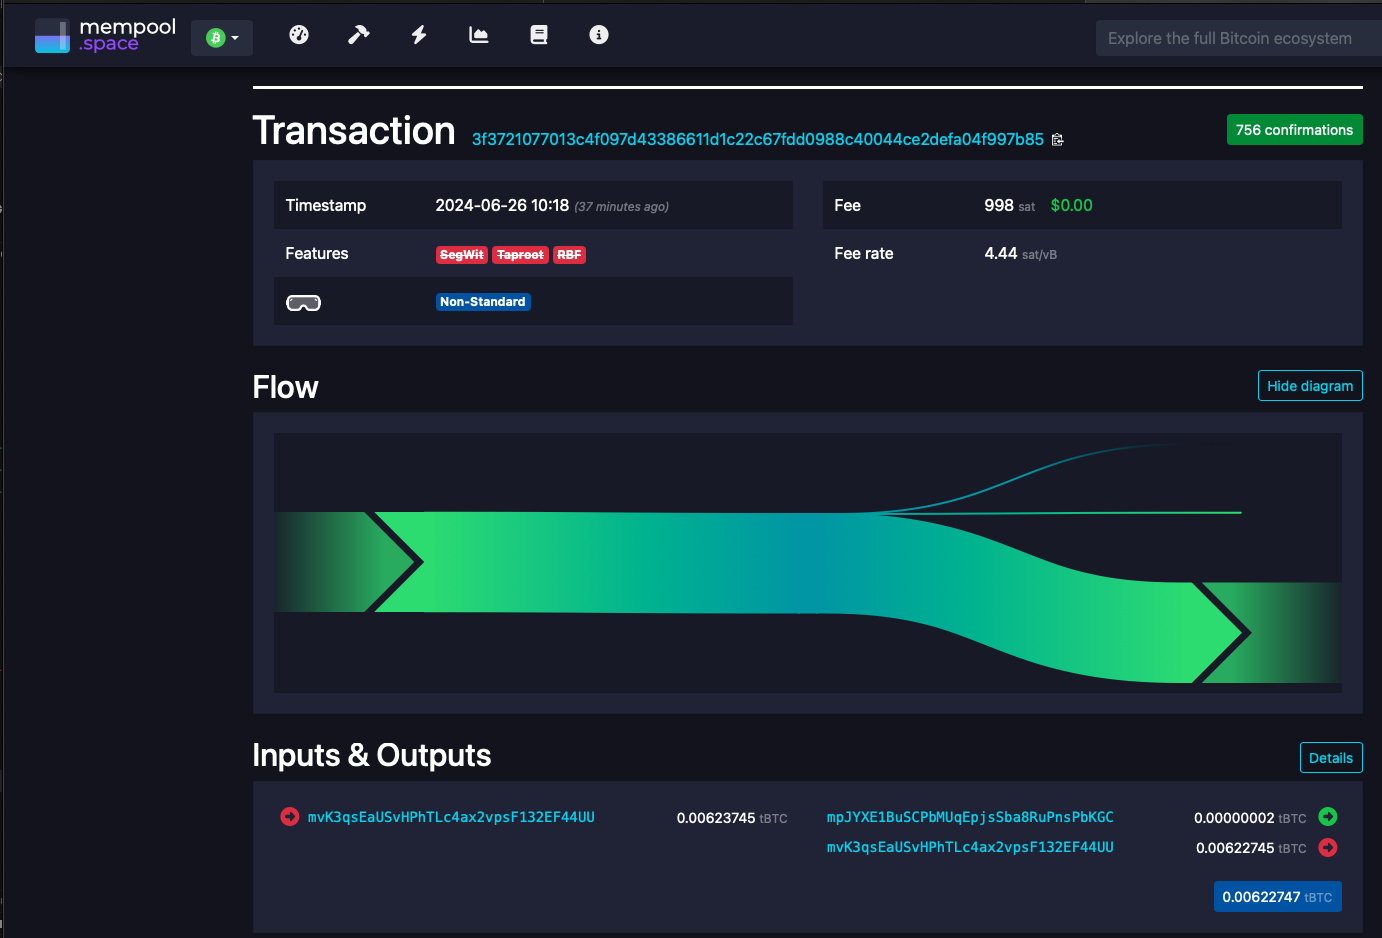 mempool
.space
Explore the full Bitcoin ecosystem
Transaction 3f3721077013c4f097d43386611d1c22c67fdd0988c40044ce2defa04f997b85 756 confirmations
Timestamp 2024-06-26 10:18 (37 minutes ago)
Fee 998 sat $0.00
Features SegWit Taproot RBF
Fee rate 4.44 sat/vB
Non-Standard
Flow Hide diagram
Inputs & Outputs Details
mvK3qsEaUSvHPhTLc4ax2vpsF132EF44UU 0.00623745 tBTC
mpJYXE1BuSCPbMUqEpjsSba8RuPnsPbKGC 0.00000002 tBTC
mvK3qsEaUSvHPhTLc4ax2vpsF132EF44UU 0.00622745 tBTC
0.00622747 tBTC